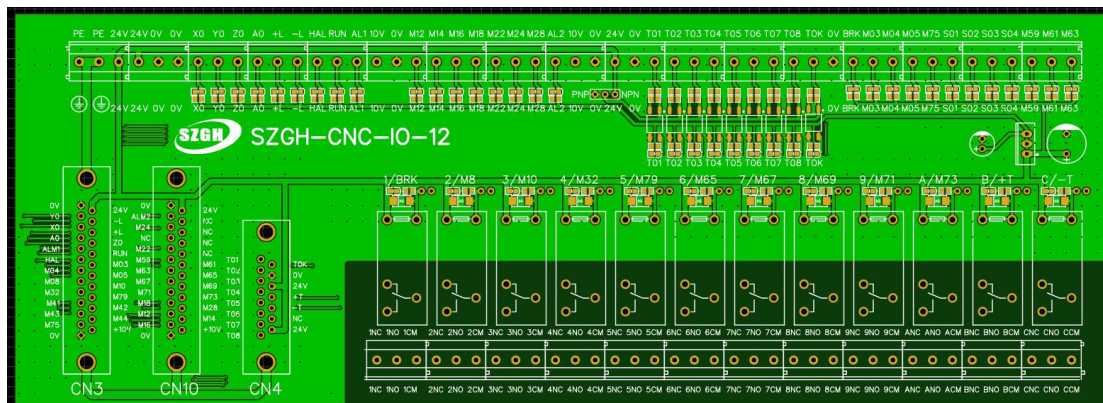 PE PE 24V 24V 0V 0V X0 Y0 Z0 A0 +L -L HAL RUN AL1 10V 0V M12 M14 M16 M18 M22 M24 M28 AL2 10V 0V 24V 0V T01 T02 T03 T04 T05 T06 T07 T08 TOK 0V BRK M03 M04 M05 M75 S01 S02 S03 S04 M59 M61 M63
PNP NPN
24V 24V 0V 0V X0 Y0 Z0 A0 +L -L HAL RUN AL1 10V 0V M12 M14 M16 M18 M22 M24 M28 AL2 10V 0V 24V 0V T01 T02 T03 T04 T05 T06 T07 T08 TOK 0V BRK M03 M04 M05 M75 S01 S02 S03 S04 M59 M61 M63
SZGH SZGH-CNC-IO-12
T01 T02 T03 T04 T05 T06 T07 T08 TOK
1/BRK 2/M8 3/M10 4/M32 5/M79 6/M65 7/M67 8/M69 9/M71 A/M73 B/+T C/-T
0V
Y0
X0
A0
ALM1
HAL
M04
M08
M32
M41
M43
M75
0V
24V
-L
+L
Z0
RUN
M03
M05
M10
M79
M42
M44
+10V
CN3
0V
ALM2
M24
NC
M22
M59
M63
M67
M71
M18
M12
M16
0V
24V
NC
NC
NC
NC
M61
M65
M69
M73
M28
M14
+10V
CN10
T01
T02
T03
T04
T05
T06
T07
T08
TOK
0V
24V
+T
-T
NC
24V
CN4
1NC 1NO 1CM 2NC 2NO 2CM 3NC 3NO 3CM 4NC 4NO 4CM 5NC 5NO 5CM 6NC 6NO 6CM 7NC 7NO 7CM 8NC 8NO 8CM 9NC 9NO 9CM ANC ANO ACM BNC BNO BCM CNC CNO CCM
1NC 1NO 1CM 2NC 2NO 2CM 3NC 3NO 3CM 4NC 4NO 4CM 5NC 5NO 5CM 6NC 6NO 6CM 7NC 7NO 7CM 8NC 8NO 8CM 9NC 9NO 9CM ANC ANO ACM BNC BNO BCM CNC CNO CCM